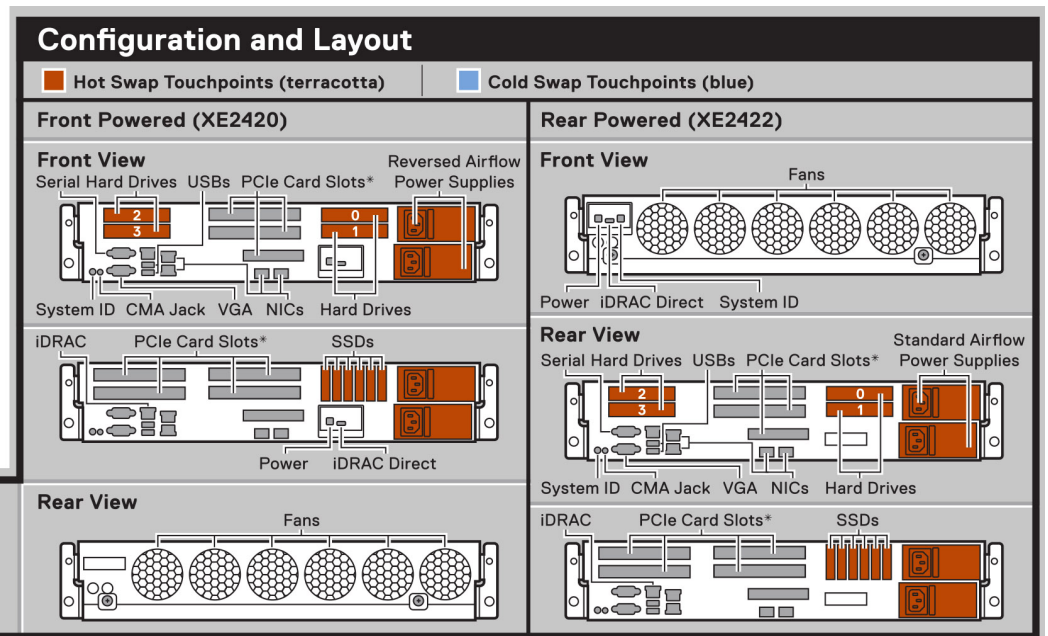 Configuration and Layout
Hot Swap Touchpoints (terracotta)
Cold Swap Touchpoints (blue)
Front Powered (XE2420)
Front View
Reversed Airflow
Serial Hard Drives USBs PCIe Card Slots* Power Supplies
2 0
3 1
System ID CMA Jack VGA NICs Hard Drives
iDRAC PCIe Card Slots* SSDs
Power iDRAC Direct
Rear View
Fans
Rear Powered (XE2422)
Front View
Fans
Power iDRAC Direct System ID
Rear View
Standard Airflow
Serial Hard Drives USBs PCIe Card Slots* Power Supplies
2 0
3 1
System ID CMA Jack VGA NICs Hard Drives
iDRAC PCIe Card Slots* SSDs